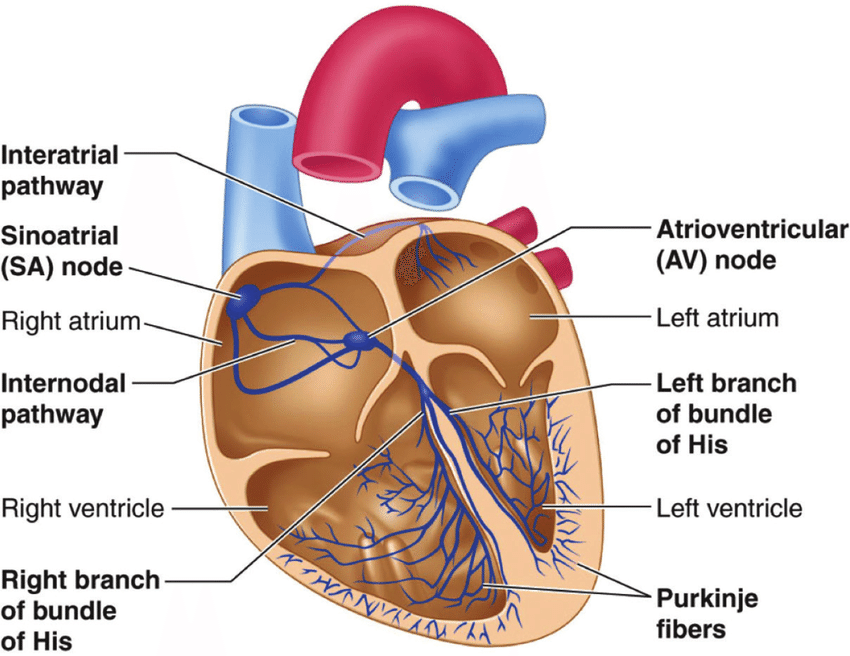 Interatrial
pathway
Sinoatrial
(SA) node
Right atrium
Internodal
pathway
Right ventricle
Right branch
of bundle
of His
Atrioventricular
(AV) node
Left atrium
Left branch
of bundle
of His
Left ventricle
Purkinje
fibers